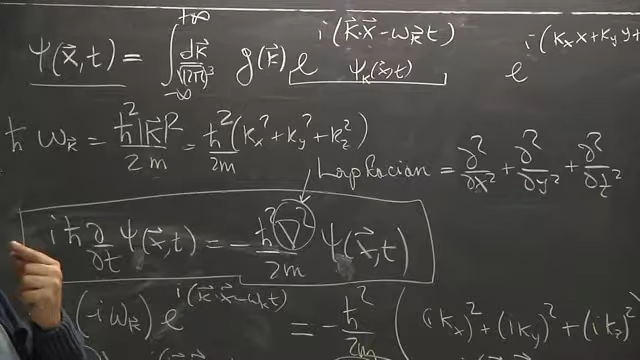 ψ(x⃗,t) = ∫_{-∞}^{+∞} dk⃗/(√2π)³ g(k⃗) e^{i(k⃗·x⃗-ω_k⃗ t)} e^{i(k_x x+k_y y+
ψ_k⃗(x⃗,t)
ħ ω_k⃗ = ħ²|k⃗|²/2m = ħ²/2m (k_x²+k_y²+k_z²)
Laplacian = ∂²/∂x² + ∂²/∂y² + ∂²/∂z²
iħ ∂/∂t ψ(x⃗,t) = -ħ²/2m ∇² ψ(x⃗,t)
(-iω_k⃗) e^{i(k⃗·x⃗-ω_k t)} = -ħ²/2m ( (ik_x)²+(ik_y)²+(ik_z)²